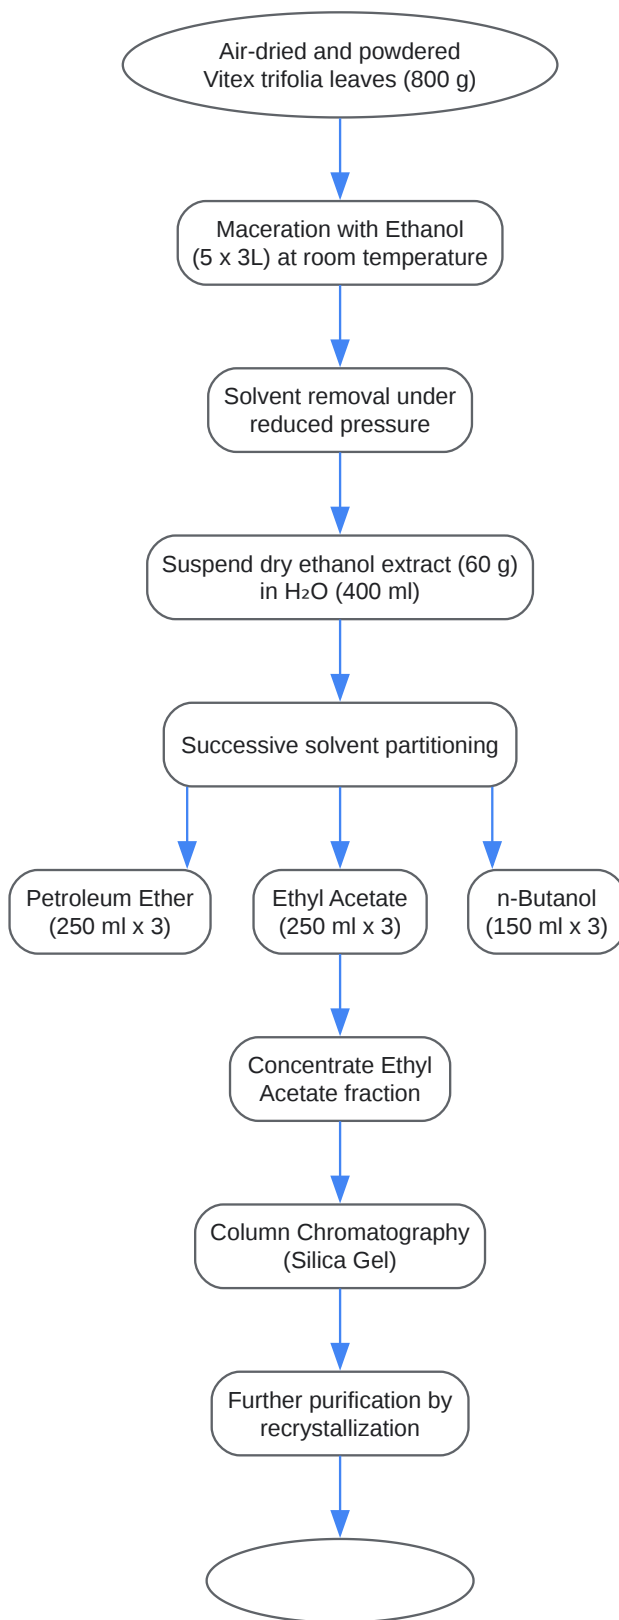 Air-dried and powdered
Vitex trifolia leaves (800 g)
Maceration with Ethanol
(5 x 3L) at room temperature
Solvent removal under
reduced pressure
Suspend dry ethanol extract (60 g)
in H₂O (400 ml)
Successive solvent partitioning
Petroleum Ether
(250 ml x 3)
Ethyl Acetate
(250 ml x 3)
n-Butanol
(150 ml x 3)
Concentrate Ethyl
Acetate fraction
Column Chromatography
(Silica Gel)
Further purification by
recrystallization